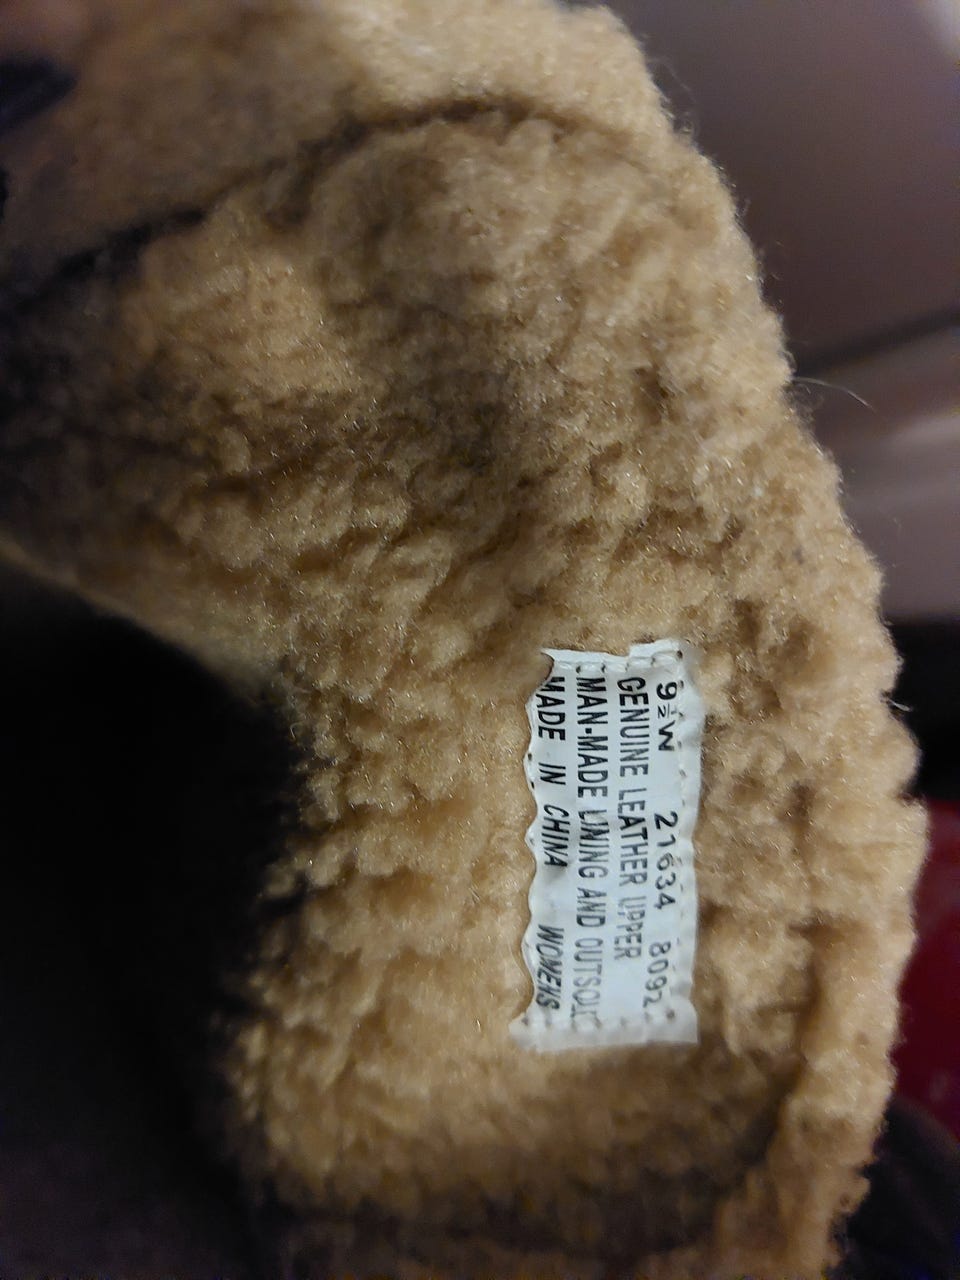 9½W 21634 8092
GENUINE LEATHER UPPER
MAN-MADE LINING AND OUTSOLE
MADE IN CHINA WOMENS